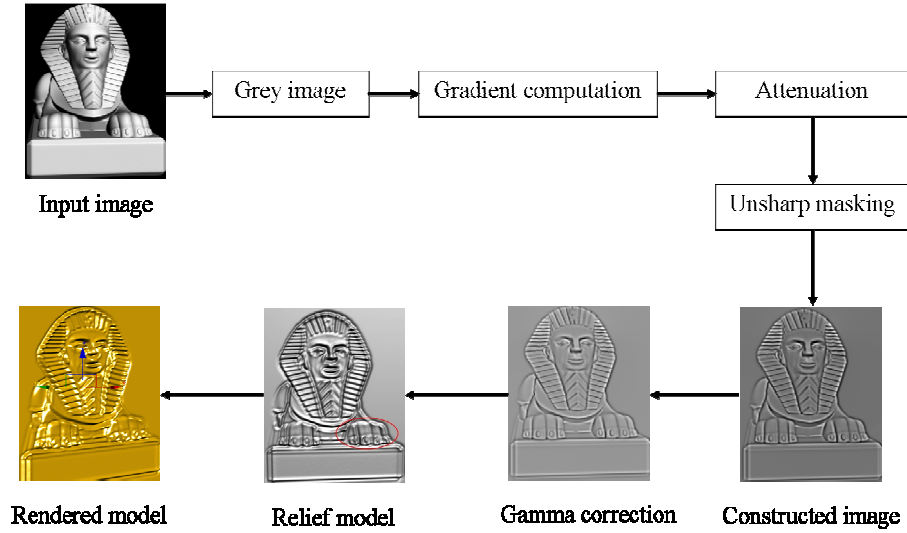 Grey image
Gradient computation
Attenuation
Input image
Unsharp masking
Rendered model
Relief model
Gamma correction
Constructed image